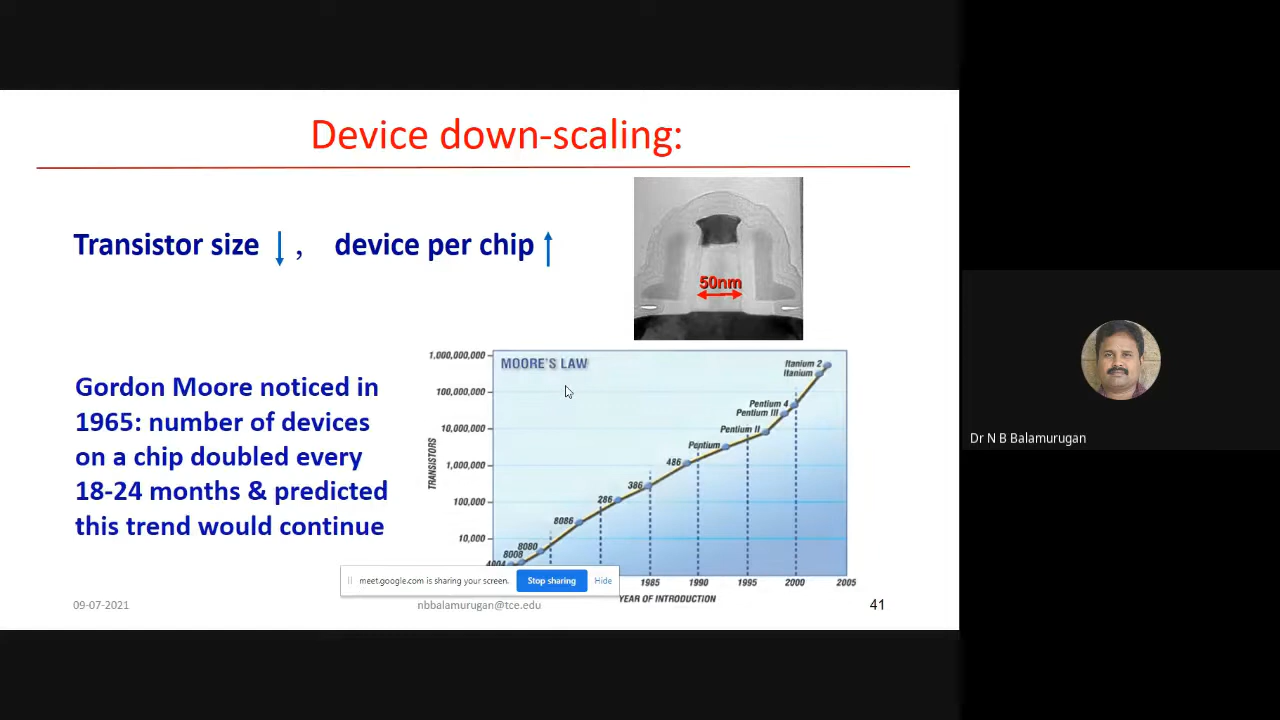 Device down-scaling:
Transistor size , device per chip
50nm
Gordon Moore noticed in
1965: number of devices
on a chip doubled every
18-24 months & predicted
this trend would continue
MOORE'S LAW
1,000,000,000
100,000,000
10,000,000
1,000,000
100,000
10,000
TRANSISTORS
Itanium 2
Itanium
Pentium 4
Pentium III
Pentium II
Pentium
486
386
286
8086
8080
8008
4004
1985 1990 1995 2000 2005
YEAR OF INTRODUCTION
meet.google.com is sharing your screen. Stop sharing Hide
09-07-2021 nbbalamurugan@tce.edu 41
Dr N B Balamurugan